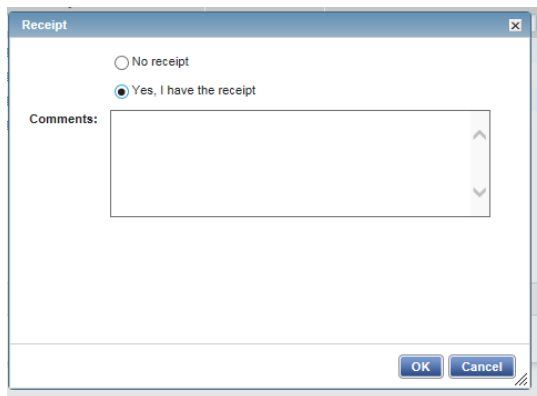 Receipt
No receipt
Yes, I have the receipt
Comments:
OK Cancel